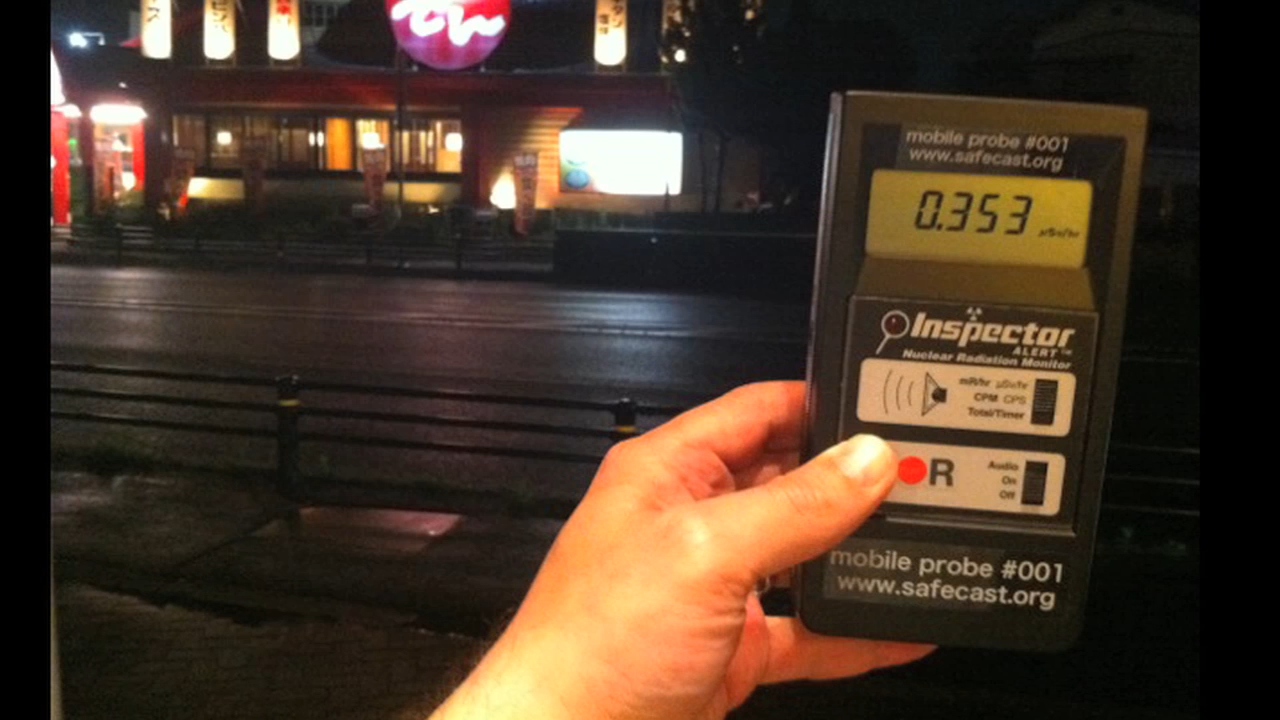 mobile probe #001
www.safecast.org
0.353
µSv/hr
Inspector
ALERT™
Nuclear Radiation Monitor
mR/hr µSv/hr
CPM CPS
Total/Timer
R
Audio
On
Off
mobile probe #001
www.safecast.org